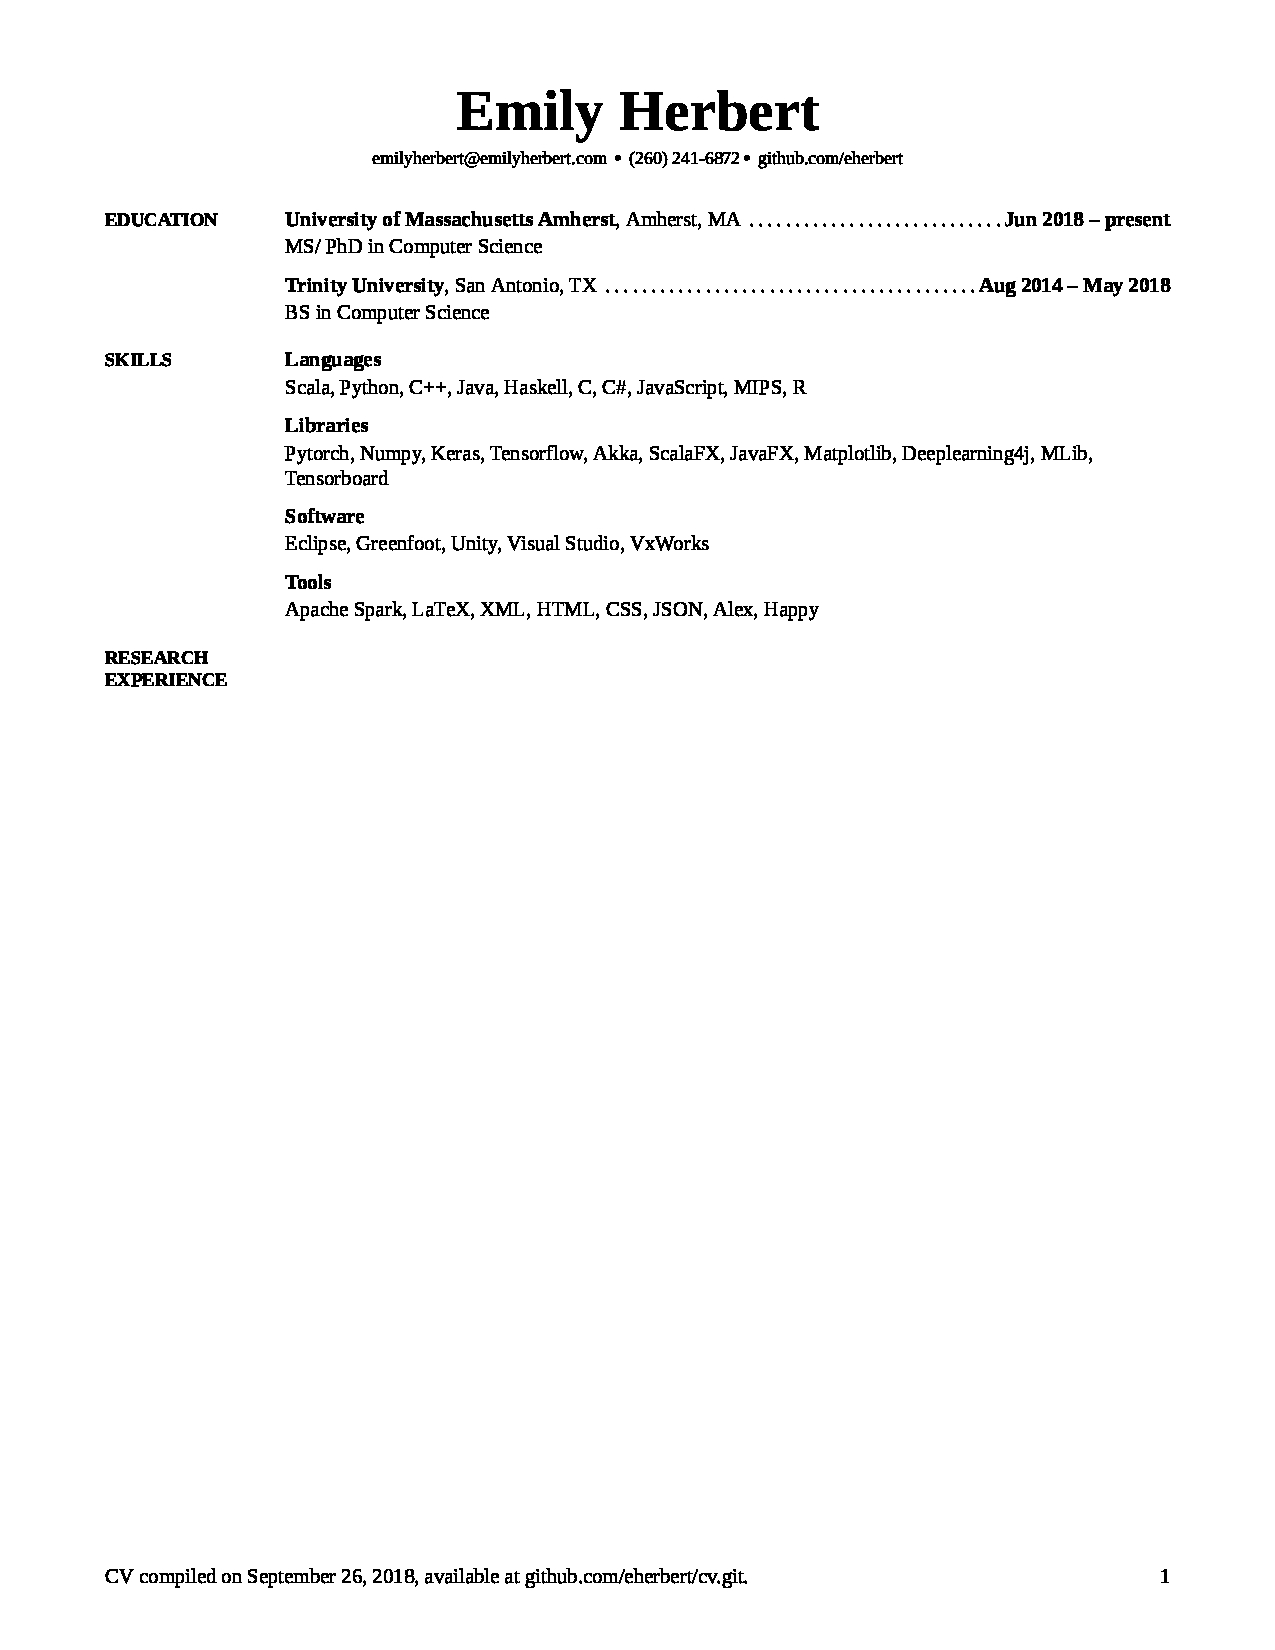 Emily Herbert
emilyherbert@emilyherbert.com • (260) 241-6872 • github.com/eherbert
EDUCATION University of Massachusetts Amherst, Amherst, MA . . . . . . . . . . . . . . . . . . . . . . . . . . . . Jun 2018 – present
MS/ PhD in Computer Science
Trinity University, San Antonio, TX . . . . . . . . . . . . . . . . . . . . . . . . . . . . . . . . . . . . . . . . . Aug 2014 – May 2018
BS in Computer Science
SKILLS Languages
Scala, Python, C++, Java, Haskell, C, C#, JavaScript, MIPS, R
Libraries
Pytorch, Numpy, Keras, Tensorflow, Akka, ScalaFX, JavaFX, Matplotlib, Deeplearning4j, MLib,
Tensorboard
Software
Eclipse, Greenfoot, Unity, Visual Studio, VxWorks
Tools
Apache Spark, LaTeX, XML, HTML, CSS, JSON, Alex, Happy
RESEARCH
EXPERIENCE
CV compiled on September 26, 2018, available at github.com/eherbert/cv.git. 1